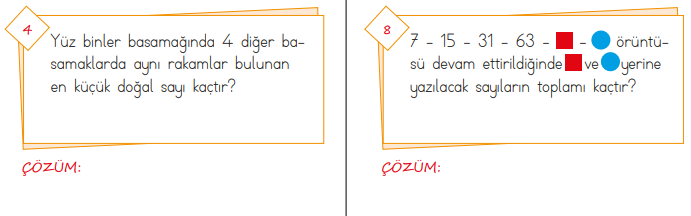 4
Yüz binler basamağında 4 diğer ba-
samaklarda aynı rakamlar bulunan
en küçük doğal sayı kaçtır?
ÇÖZÜM:
8
7 - 15 - 31 - 63 - 🟥 - 🔵 örüntü-
sü devam ettirildiğinde 🟥 ve 🔵 yerine
yazılacak sayıların toplamı kaçtır?
ÇÖZÜM: